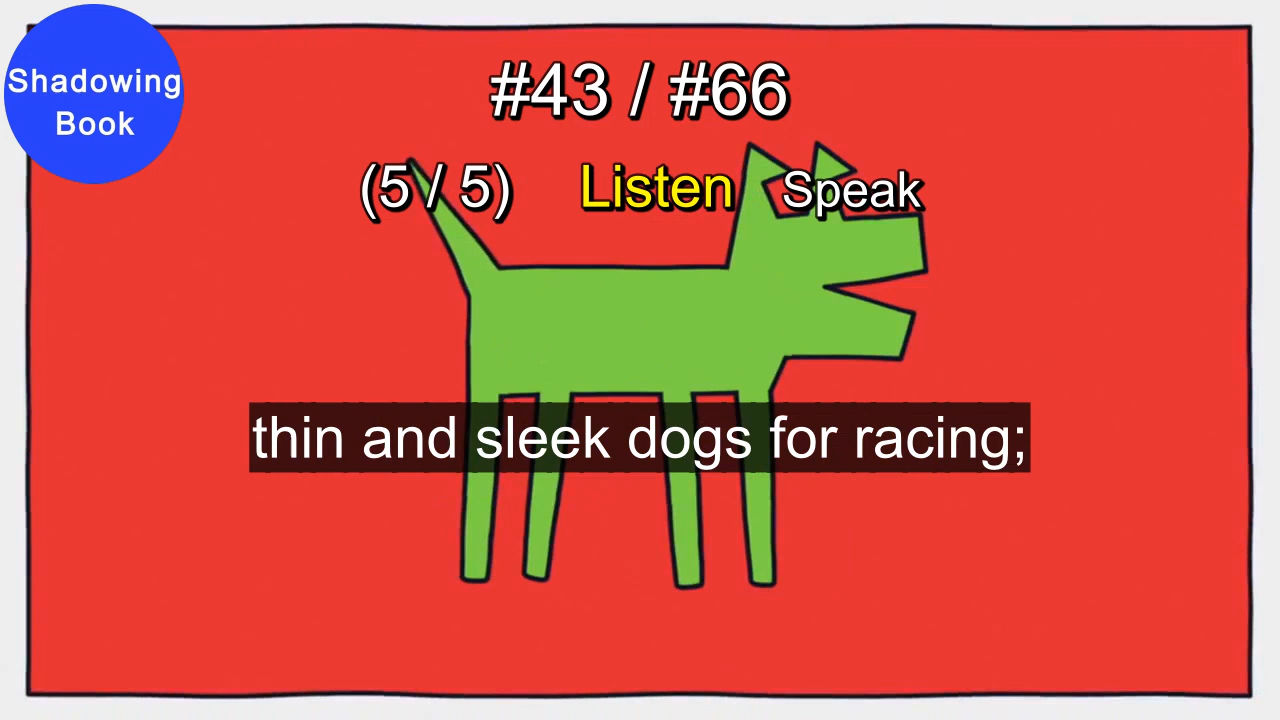 Shadowing
Book
#43 / #66
(5 / 5) Listen Speak
thin and sleek dogs for racing;